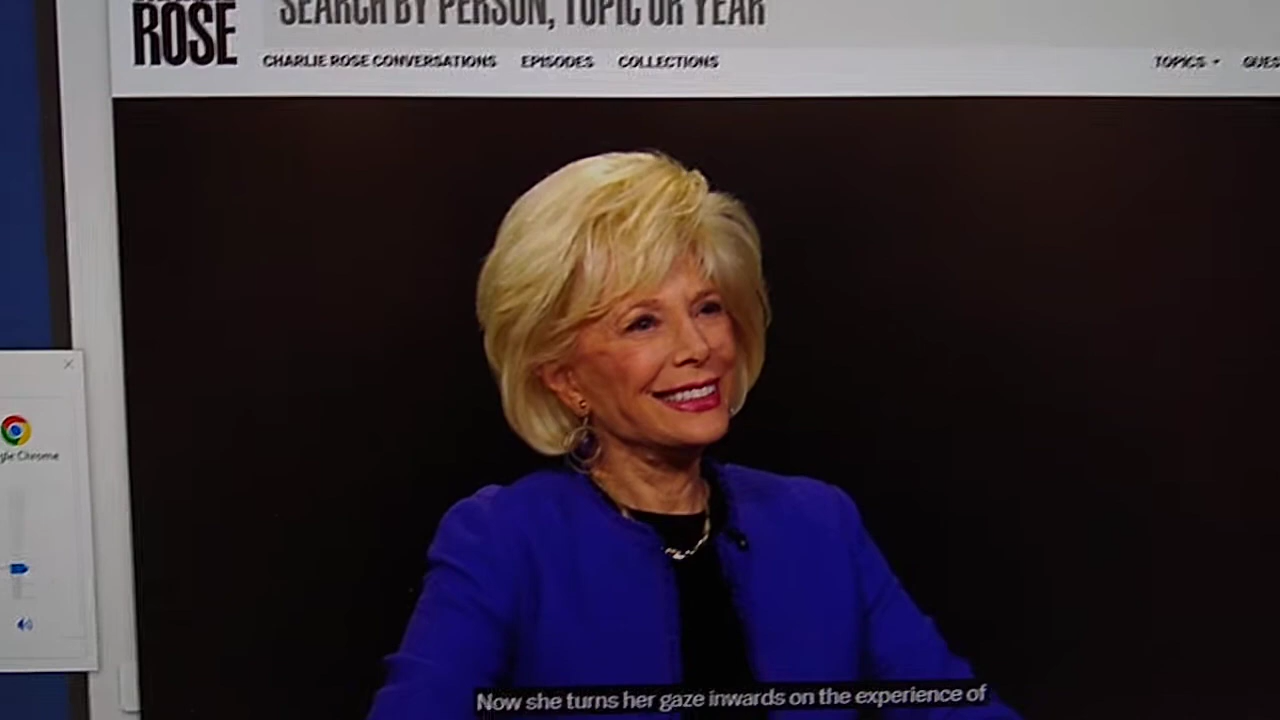 ROSE
SEARCH BY PERSON, TOPIC OR YEAR
CHARLIE ROSE CONVERSATIONS EPISODES COLLECTIONS TOPICS
Chrome
Now she turns her gaze inwards on the experience of